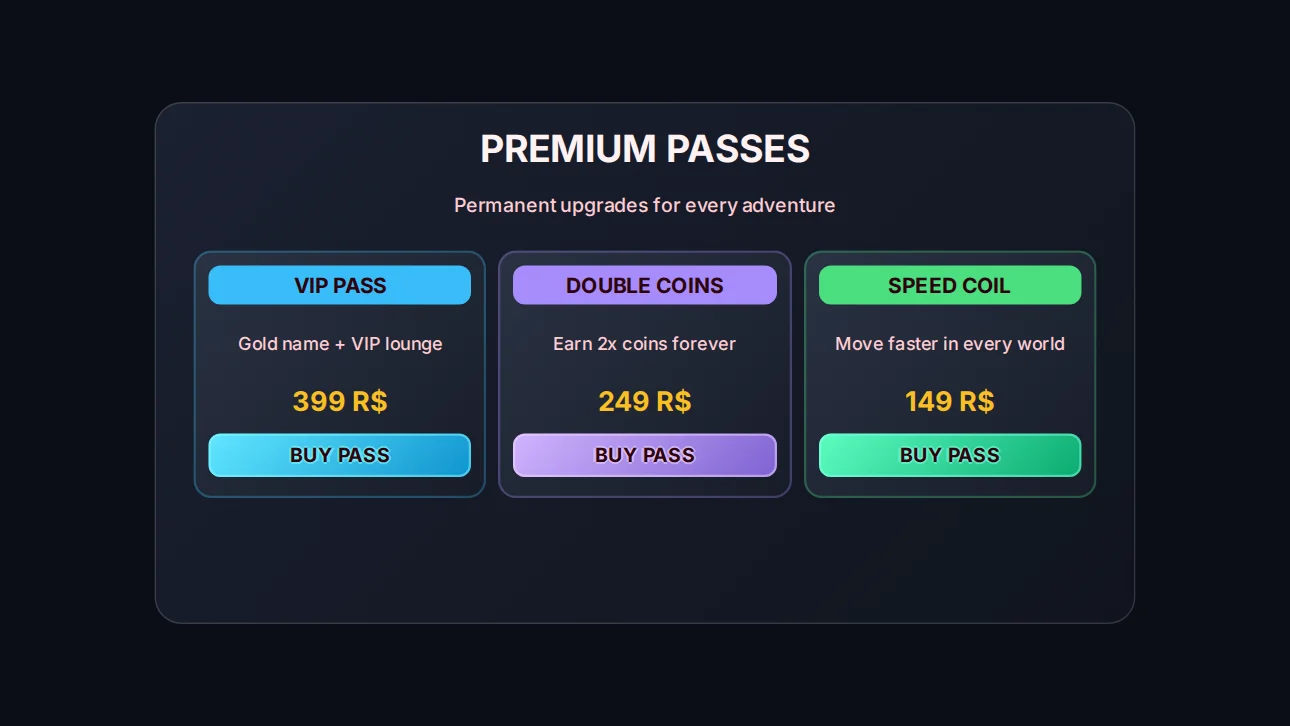 PREMIUM PASSES
Permanent upgrades for every adventure
VIP PASS
Gold name + VIP lounge
399 R$
BUY PASS
DOUBLE COINS
Earn 2x coins forever
249 R$
BUY PASS
SPEED COIL
Move faster in every world
149 R$
BUY PASS